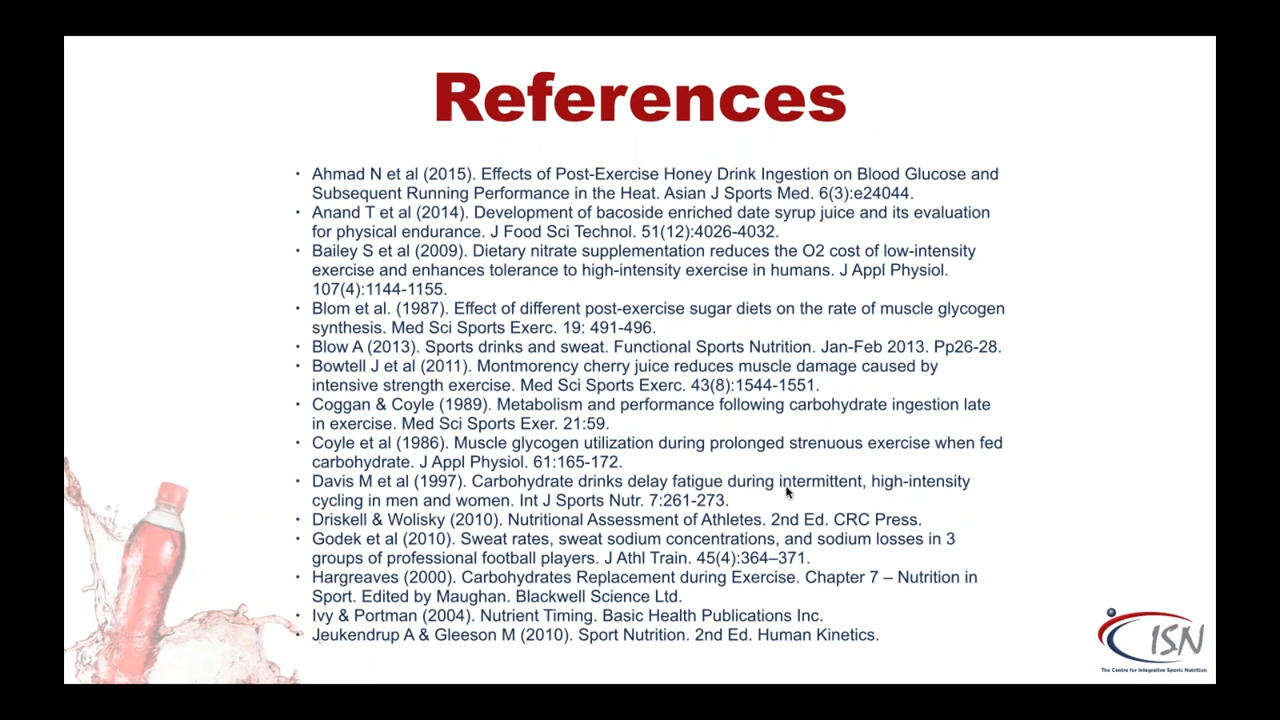 References
• Ahmad N et al (2015). Effects of Post-Exercise Honey Drink Ingestion on Blood Glucose and
Subsequent Running Performance in the Heat. Asian J Sports Med. 6(3):e24044.
• Anand T et al (2014). Development of bacoside enriched date syrup juice and its evaluation
for physical endurance. J Food Sci Technol. 51(12):4026-4032.
• Bailey S et al (2009). Dietary nitrate supplementation reduces the O2 cost of low-intensity
exercise and enhances tolerance to high-intensity exercise in humans. J Appl Physiol.
107(4):1144-1155.
• Blom et al. (1987). Effect of different post-exercise sugar diets on the rate of muscle glycogen
synthesis. Med Sci Sports Exerc. 19: 491-496.
• Blow A (2013). Sports drinks and sweat. Functional Sports Nutrition. Jan-Feb 2013. Pp26-28.
• Bowtell J et al (2011). Montmorency cherry juice reduces muscle damage caused by
intensive strength exercise. Med Sci Sports Exerc. 43(8):1544-1551.
• Coggan & Coyle (1989). Metabolism and performance following carbohydrate ingestion late
in exercise. Med Sci Sports Exer. 21:59.
• Coyle et al (1986). Muscle glycogen utilization during prolonged strenuous exercise when fed
carbohydrate. J Appl Physiol. 61:165-172.
• Davis M et al (1997). Carbohydrate drinks delay fatigue during intermittent, high-intensity
cycling in men and women. Int J Sports Nutr. 7:261-273.
• Driskell & Wolisky (2010). Nutritional Assessment of Athletes. 2nd Ed. CRC Press.
• Godek et al (2010). Sweat rates, sweat sodium concentrations, and sodium losses in 3
groups of professional football players. J Athl Train. 45(4):364–371.
• Hargreaves (2000). Carbohydrates Replacement during Exercise. Chapter 7 – Nutrition in
Sport. Edited by Maughan. Blackwell Science Ltd.
• Ivy & Portman (2004). Nutrient Timing. Basic Health Publications Inc.
• Jeukendrup A & Gleeson M (2010). Sport Nutrition. 2nd Ed. Human Kinetics.
CISN
The Centre for Integrative Sports Nutrition